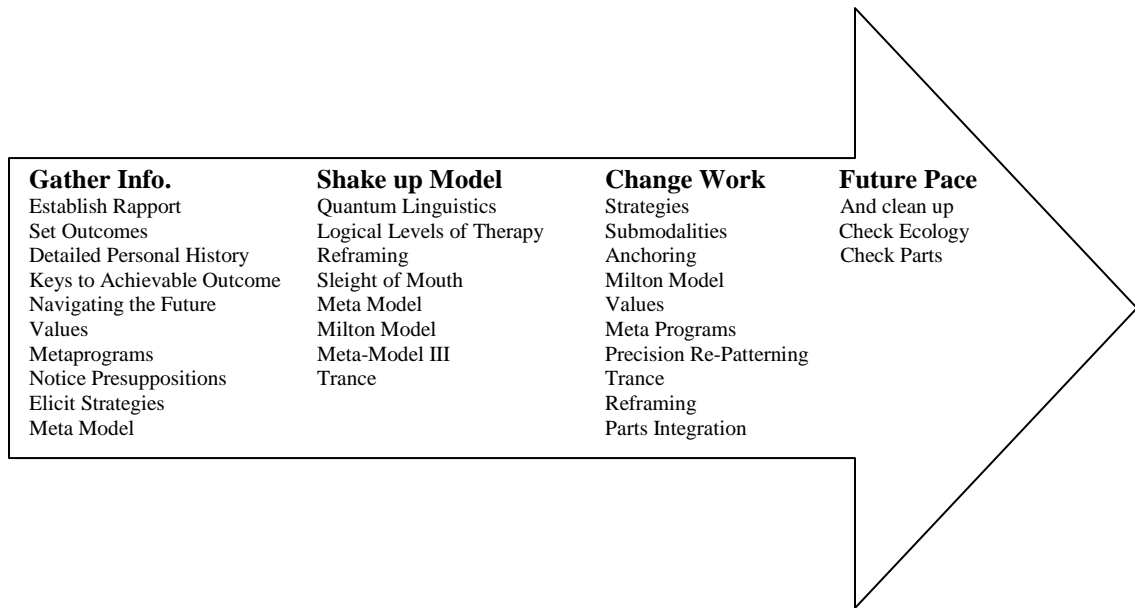 Gather Info.
Establish Rapport
Set Outcomes
Detailed Personal History
Keys to Achievable Outcome
Navigating the Future
Values
Metaprograms
Notice Presuppositions
Elicit Strategies
Meta Model
Shake up Model
Quantum Linguistics
Logical Levels of Therapy
Reframing
Sleight of Mouth
Meta Model
Milton Model
Meta-Model III
Trance
Change Work
Strategies
Submodalities
Anchoring
Milton Model
Values
Meta Programs
Precision Re-Patterning
Trance
Reframing
Parts Integration
Future Pace
And clean up
Check Ecology
Check Parts